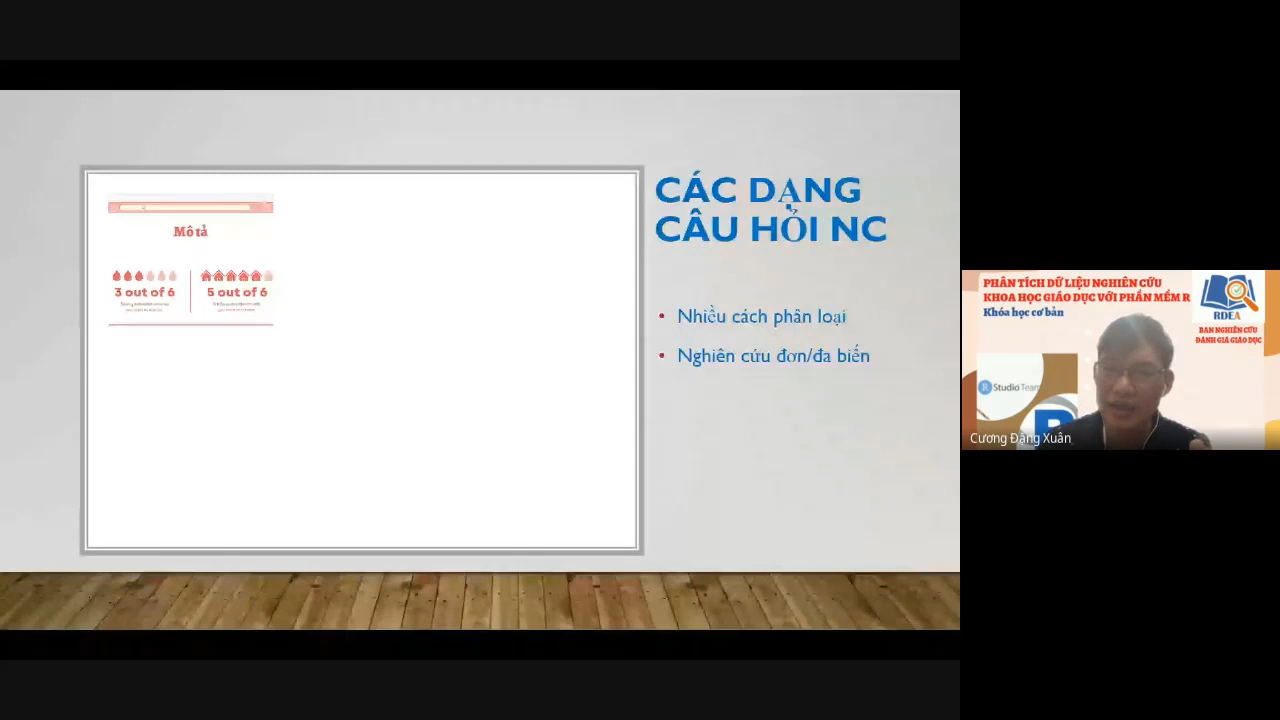 CÁC DẠNG
CÂU HỎI NC
Mô tả
3 out of 6
5 out of 6
• Nhiều cách phân loại
• Nghiên cứu đơn/đa biến
PHÂN TÍCH DỮ LIỆU NGHIÊN CỨU
KHOA HỌC GIÁO DỤC VỚI PHẦN MỀM R
Khóa học cơ bản
RDEA
BAN NGHIÊN CỨU
ĐÁNH GIÁ GIÁO DỤC
R Studio Team
R
Cương Đặng Xuân